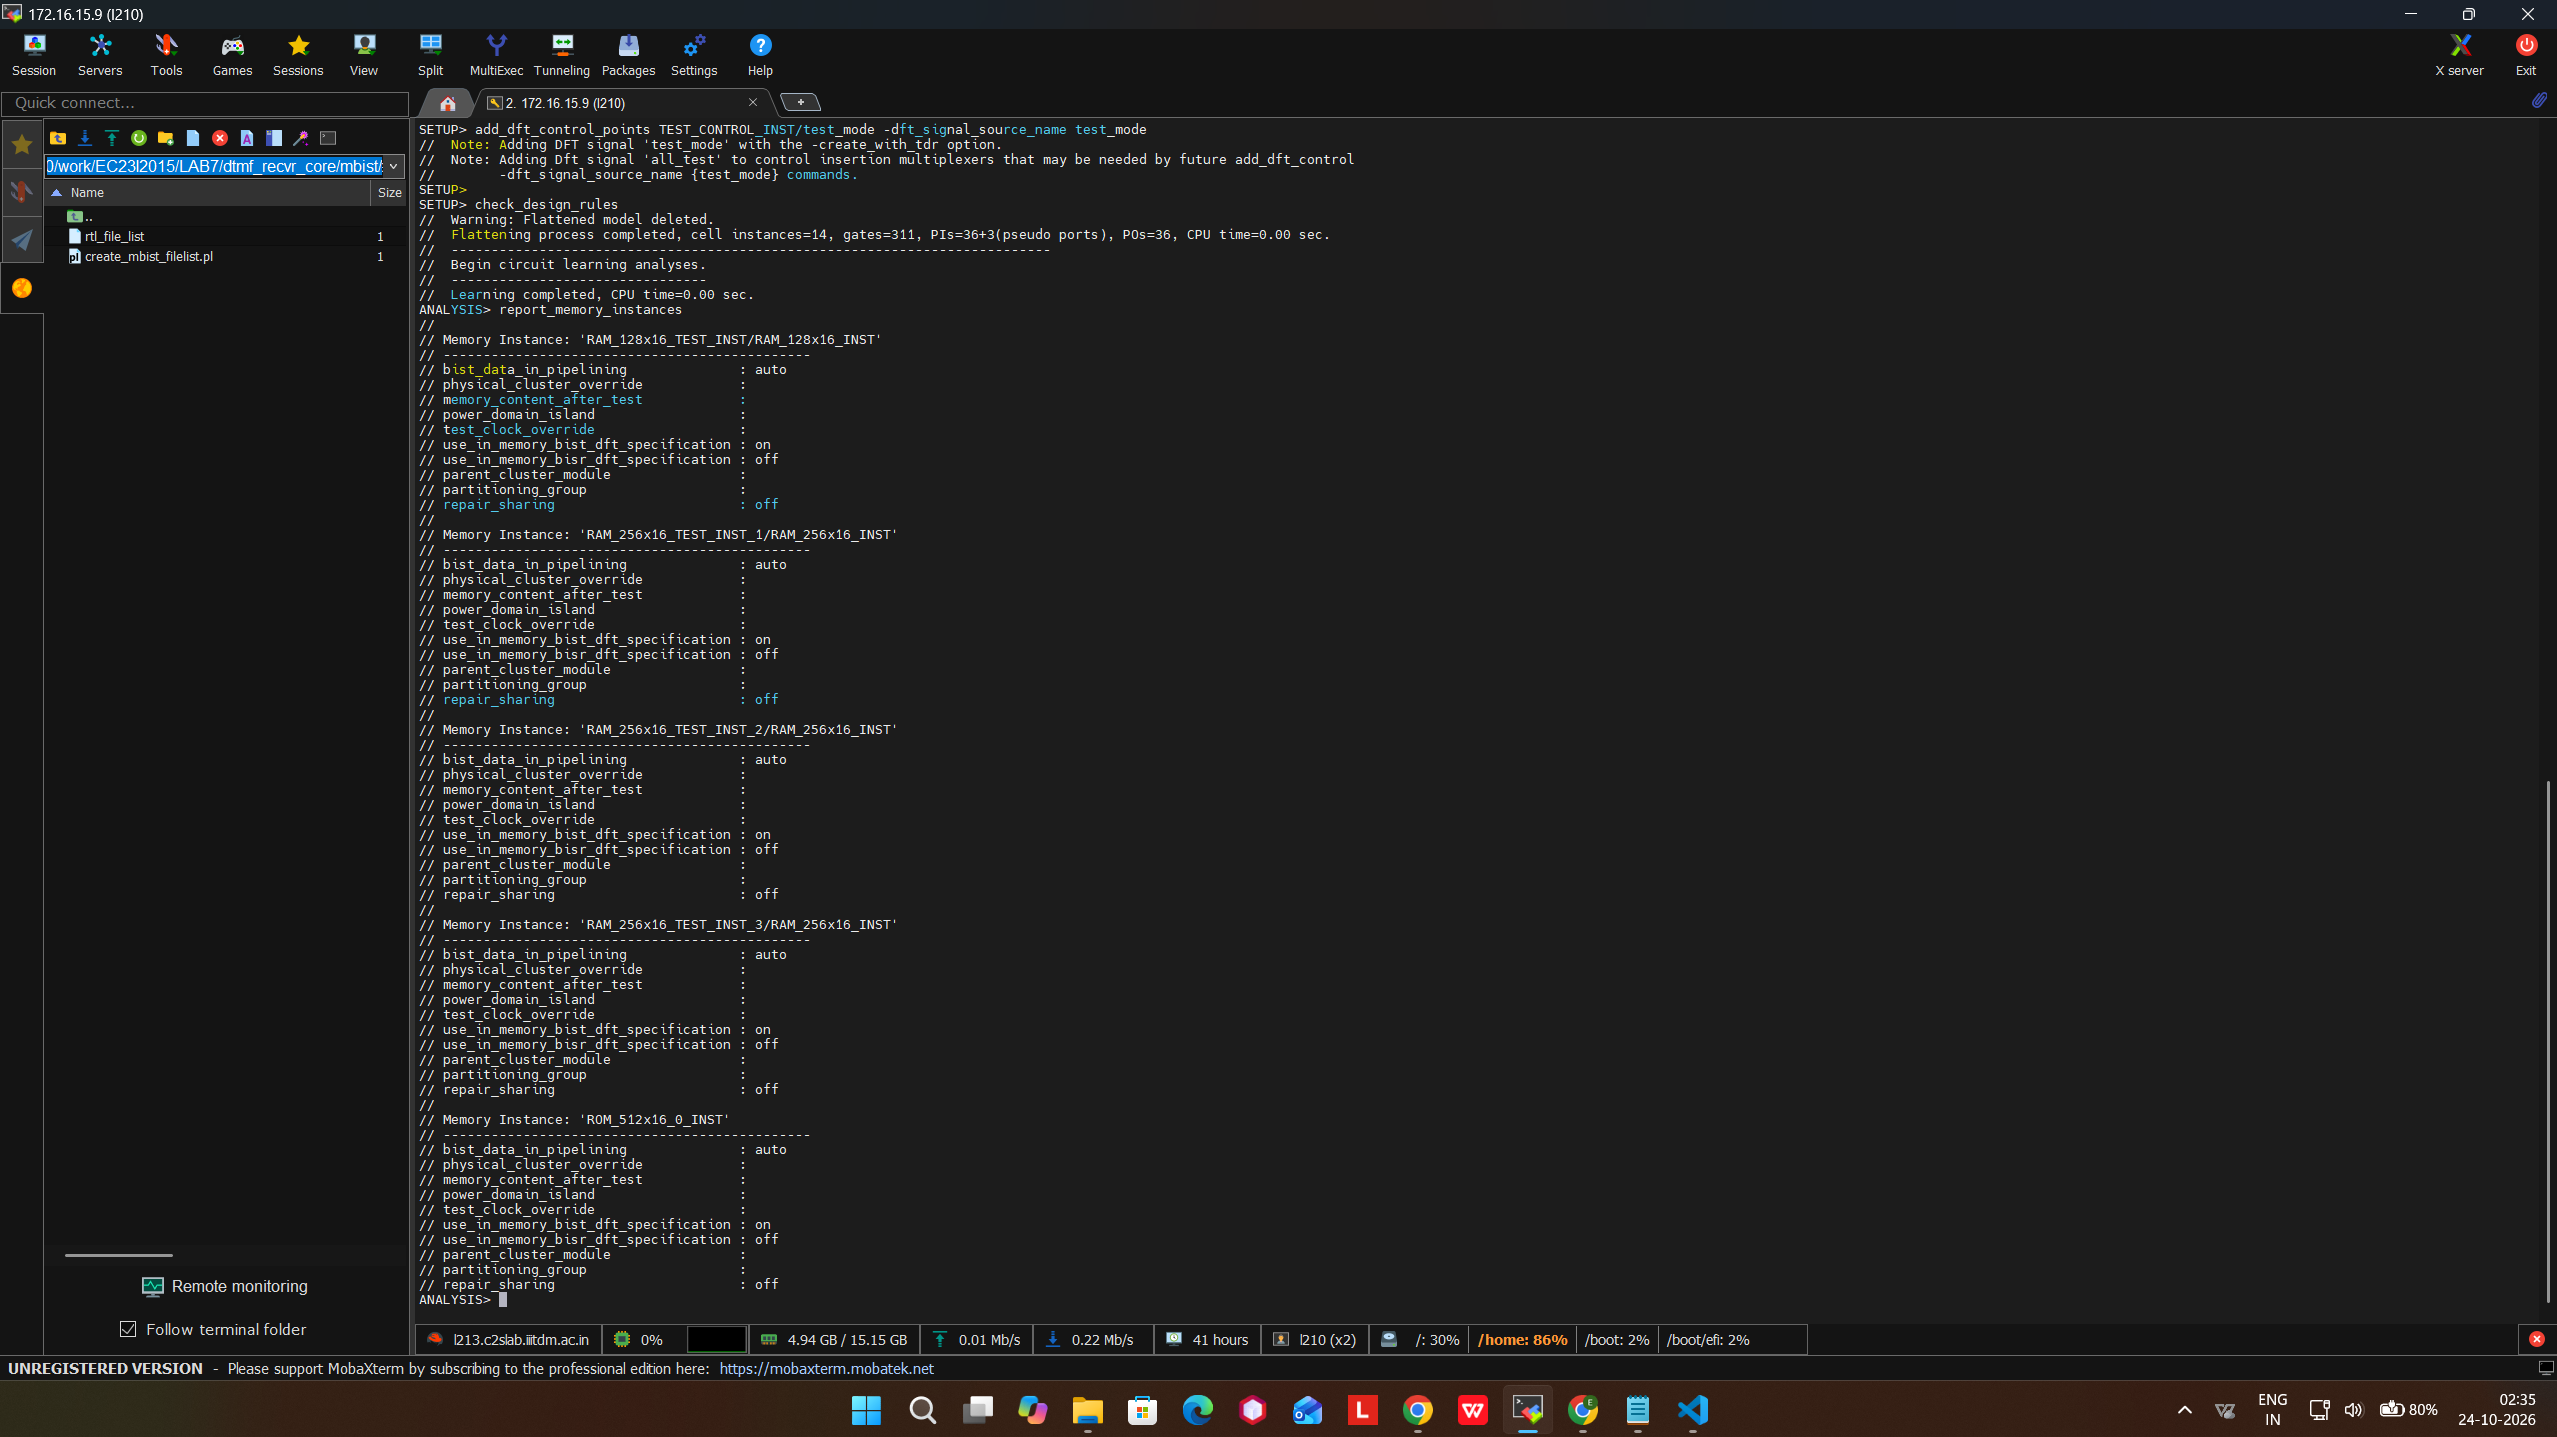 172.16.15.9 (l210)
Session Servers Tools Games Sessions View Split MultiExec Tunneling Packages Settings Help X server Exit
Quick connect...
2. 172.16.15.9 (l210)
0/work/EC23I2015/LAB7/dtmf_recvr_core/mbist/
Name Size
..
rtl_file_list 1
create_mbist_filelist.pl 1
SETUP> add_dft_control_points TEST_CONTROL_INST/test_mode -dft_signal_source_name test_mode
//  Note: Adding DFT signal 'test_mode' with the -create_with_tdr option.
//  Note: Adding Dft signal 'all_test' to control insertion multiplexers that may be needed by future add_dft_control
//        -dft_signal_source_name {test_mode} commands.
SETUP>
SETUP> check_design_rules
//  Warning: Flattened model deleted.
//  Flattening process completed, cell instances=14, gates=311, PIs=36+3(pseudo ports), POs=36, CPU time=0.00 sec.
//  ---------------------------------------------------------------------------
//  Begin circuit learning analyses.
//  --------------------------------
//  Learning completed, CPU time=0.00 sec.
ANALYSIS> report_memory_instances
//
// Memory Instance: 'RAM_128x16_TEST_INST/RAM_128x16_INST'
// ----------------------------------------------
// bist_data_in_pipelining              : auto
// physical_cluster_override            :
// memory_content_after_test            :
// power_domain_island                  :
// test_clock_override                  :
// use_in_memory_bist_dft_specification : on
// use_in_memory_bisr_dft_specification : off
// parent_cluster_module                :
// partitioning_group                   :
// repair_sharing                       : off
//
// Memory Instance: 'RAM_256x16_TEST_INST_1/RAM_256x16_INST'
// ----------------------------------------------
// bist_data_in_pipelining              : auto
// physical_cluster_override            :
// memory_content_after_test            :
// power_domain_island                  :
// test_clock_override                  :
// use_in_memory_bist_dft_specification : on
// use_in_memory_bisr_dft_specification : off
// parent_cluster_module                :
// partitioning_group                   :
// repair_sharing                       : off
//
// Memory Instance: 'RAM_256x16_TEST_INST_2/RAM_256x16_INST'
// ----------------------------------------------
// bist_data_in_pipelining              : auto
// physical_cluster_override            :
// memory_content_after_test            :
// power_domain_island                  :
// test_clock_override                  :
// use_in_memory_bist_dft_specification : on
// use_in_memory_bisr_dft_specification : off
// parent_cluster_module                :
// partitioning_group                   :
// repair_sharing                       : off
//
// Memory Instance: 'RAM_256x16_TEST_INST_3/RAM_256x16_INST'
// ----------------------------------------------
// bist_data_in_pipelining              : auto
// physical_cluster_override            :
// memory_content_after_test            :
// power_domain_island                  :
// test_clock_override                  :
// use_in_memory_bist_dft_specification : on
// use_in_memory_bisr_dft_specification : off
// parent_cluster_module                :
// partitioning_group                   :
// repair_sharing                       : off
//
// Memory Instance: 'ROM_512x16_0_INST'
// ----------------------------------------------
// bist_data_in_pipelining              : auto
// physical_cluster_override            :
// memory_content_after_test            :
// power_domain_island                  :
// test_clock_override                  :
// use_in_memory_bist_dft_specification : on
// use_in_memory_bisr_dft_specification : off
// parent_cluster_module                :
// partitioning_group                   :
// repair_sharing                       : off
ANALYSIS>
Remote monitoring
Follow terminal folder
l213.c2slab.iiitdm.ac.in 0% 4.94 GB / 15.15 GB 0.01 Mb/s 0.22 Mb/s 41 hours l210 (x2) /: 30% /home: 86% /boot: 2% /boot/efi: 2%
UNREGISTERED VERSION - Please support MobaXterm by subscribing to the professional edition here: https://mobaxterm.mobatek.net
ENG
IN
80%
02:35
24-10-2026